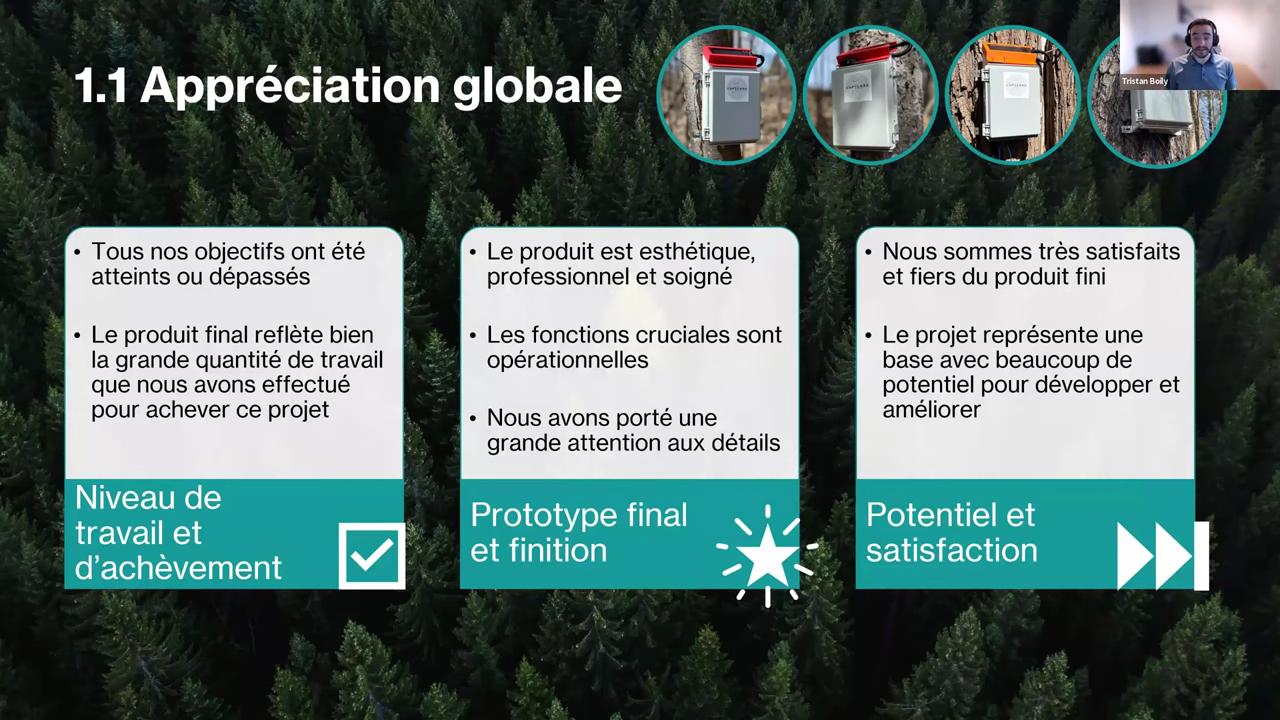 1.1 Appréciation globale
Tristan Boily
• Tous nos objectifs ont été
atteints ou dépassés
• Le produit final reflète bien
la grande quantité de travail
que nous avons effectué
pour achever ce projet
Niveau de
travail et
d’achèvement
• Le produit est esthétique,
professionnel et soigné
• Les fonctions cruciales sont
opérationnelles
• Nous avons porté une
grande attention aux détails
Prototype final
et finition
• Nous sommes très satisfaits
et fiers du produit fini
• Le projet représente une
base avec beaucoup de
potentiel pour développer et
améliorer
Potentiel et
satisfaction